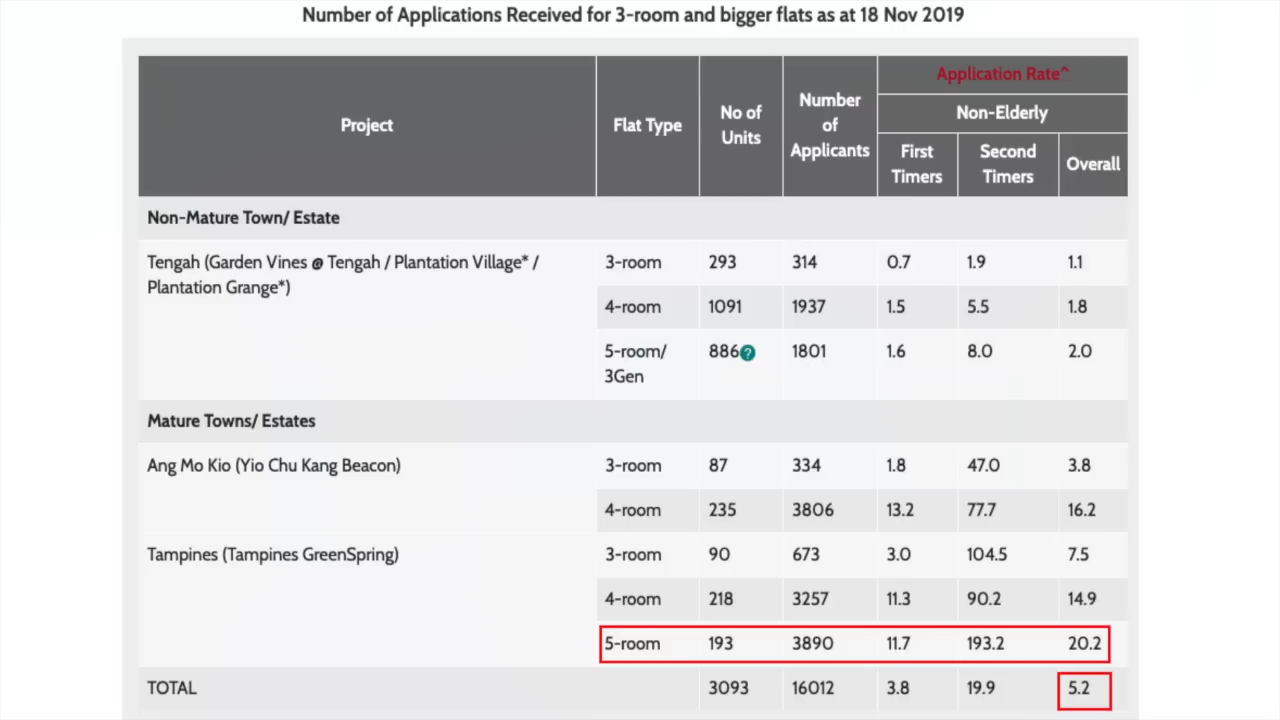 Number of Applications Received for 3-room and bigger flats as at 18 Nov 2019
Project Flat Type No of Units Number of Applicants Application Rate^
Non-Elderly
First Timers Second Timers Overall
Non-Mature Town/ Estate
Tengah (Garden Vines @ Tengah / Plantation Village* / 3-room 293 314 0.7 1.9 1.1
Plantation Grange*)
4-room 1091 1937 1.5 5.5 1.8
5-room/ 886 ? 1801 1.6 8.0 2.0
3Gen
Mature Towns/ Estates
Ang Mo Kio (Yio Chu Kang Beacon) 3-room 87 334 1.8 47.0 3.8
4-room 235 3806 13.2 77.7 16.2
Tampines (Tampines GreenSpring) 3-room 90 673 3.0 104.5 7.5
4-room 218 3257 11.3 90.2 14.9
5-room 193 3890 11.7 193.2 20.2
TOTAL 3093 16012 3.8 19.9 5.2